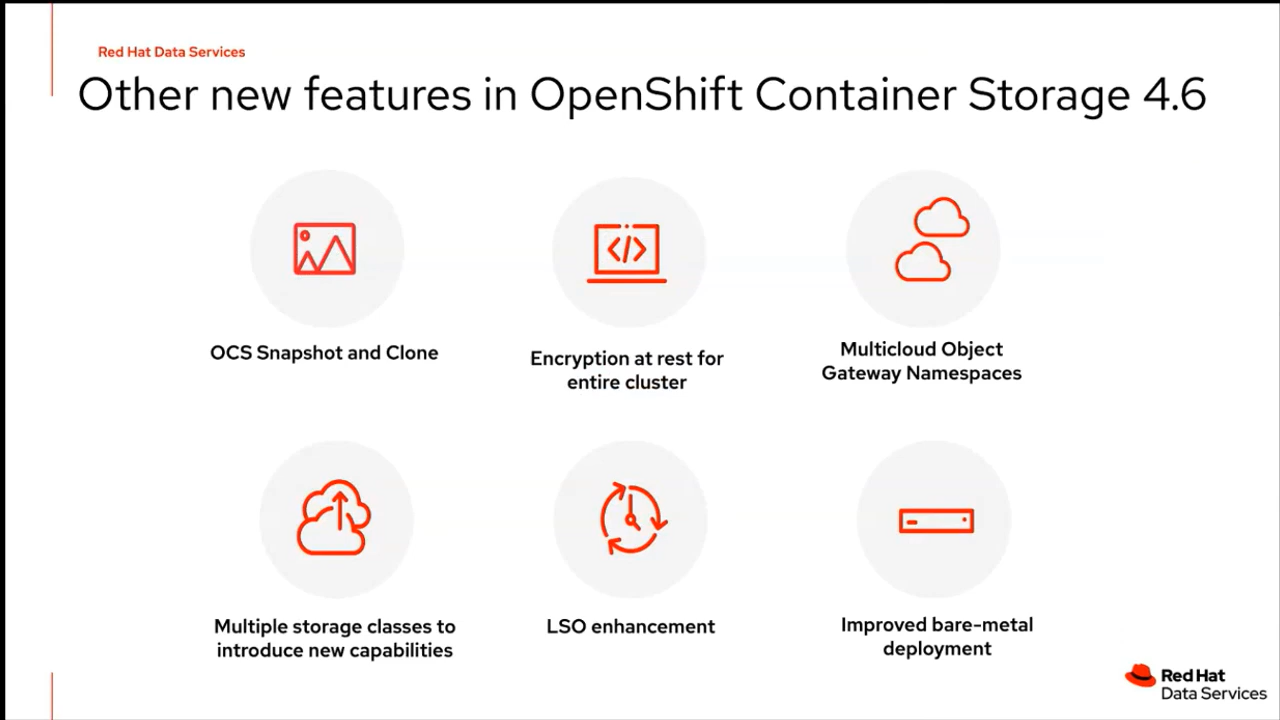 Red Hat Data Services
Other new features in OpenShift Container Storage 4.6
OCS Snapshot and Clone
Encryption at rest for
entire cluster
Multicloud Object
Gateway Namespaces
Multiple storage classes to
introduce new capabilities
LSO enhancement
Improved bare-metal
deployment
Red Hat
Data Services